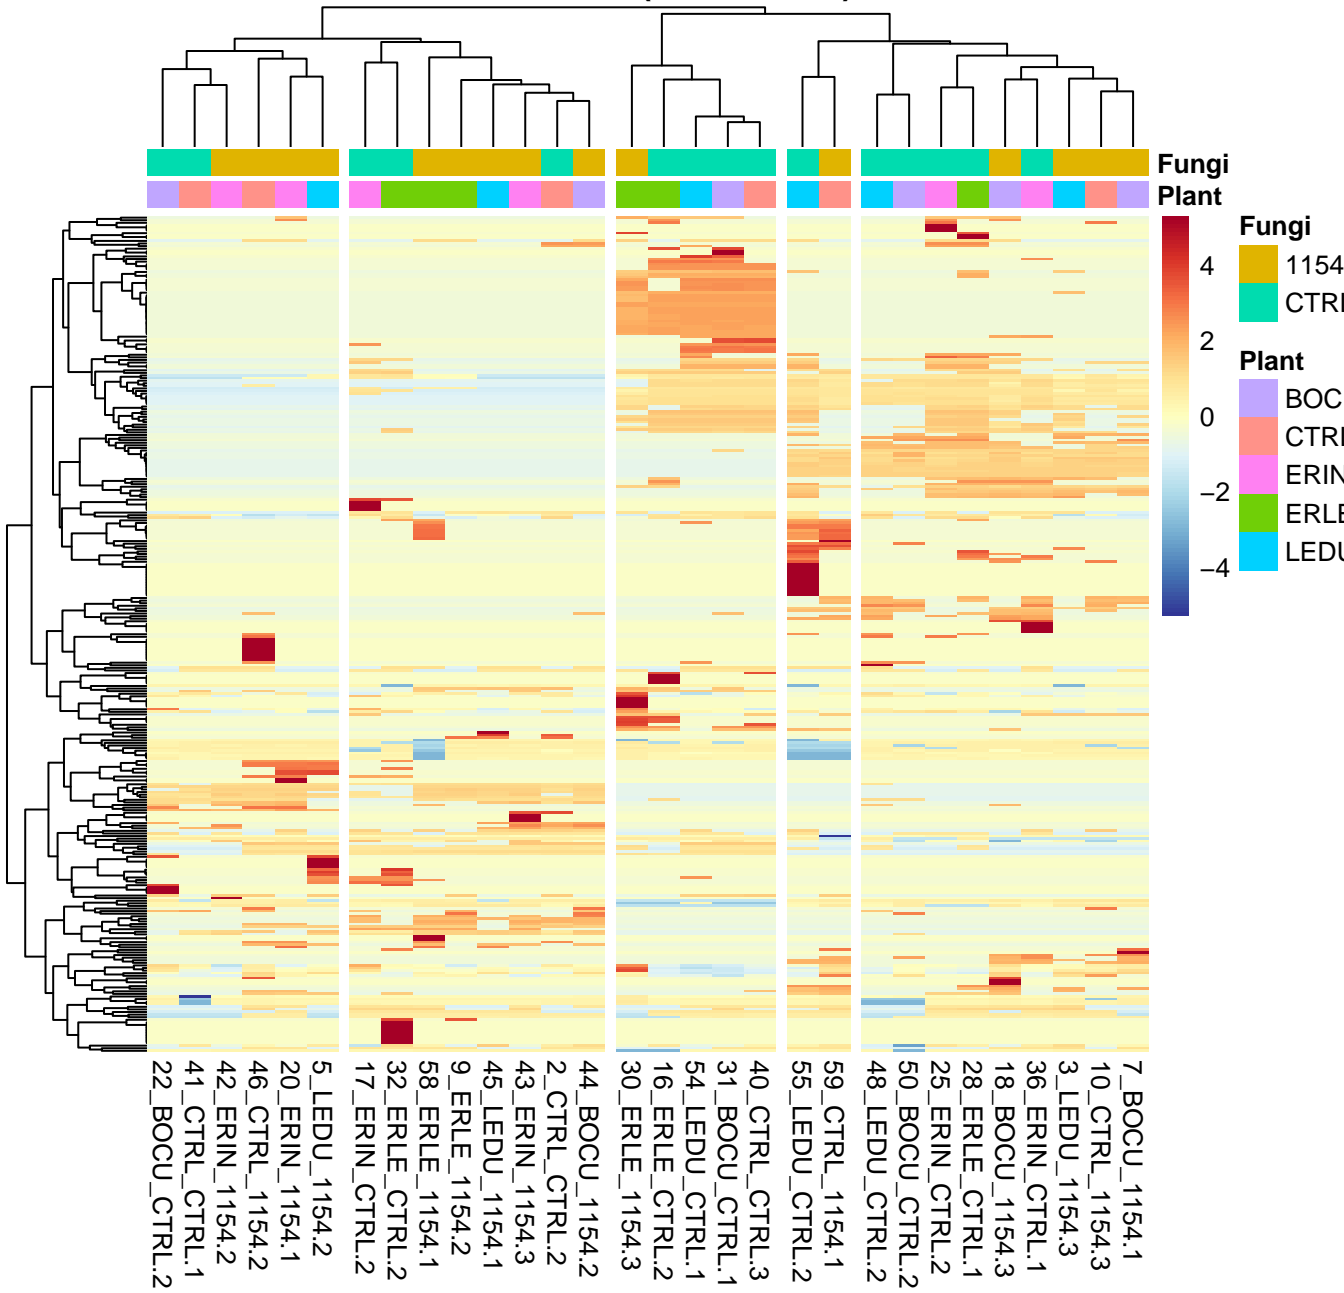 Fungi
Plant
4
2
0
−2
−4
Fungi
1154
CTRL
Plant
BOC
CTRL
ERIN
ERLE
LEDU
22_BOCU_CTRL.2
41_CTRL_CTRL.1
42_ERIN_1154.2
46_CTRL_1154.2
20_ERIN_1154.1
5_LEDU_1154.2
17_ERIN_CTRL.2
32_ERLE_CTRL.2
58_ERLE_1154.1
9_ERLE_1154.2
45_LEDU_1154.1
43_ERIN_1154.3
2_CTRL_CTRL.2
44_BOCU_1154.2
30_ERLE_1154.3
16_ERLE_CTRL.2
54_LEDU_CTRL.1
31_BOCU_CTRL.1
40_CTRL_CTRL.3
55_LEDU_CTRL.2
59_CTRL_1154.1
48_LEDU_CTRL.1
50_BOCU_CTRL.2
25_ERIN_CTRL.2
28_ERLE_CTRL.1
18_BOCU_1154.3
36_ERIN_CTRL.1
3_LEDU_1154.3
10_CTRL_1154.3
7_BOCU_1154.1